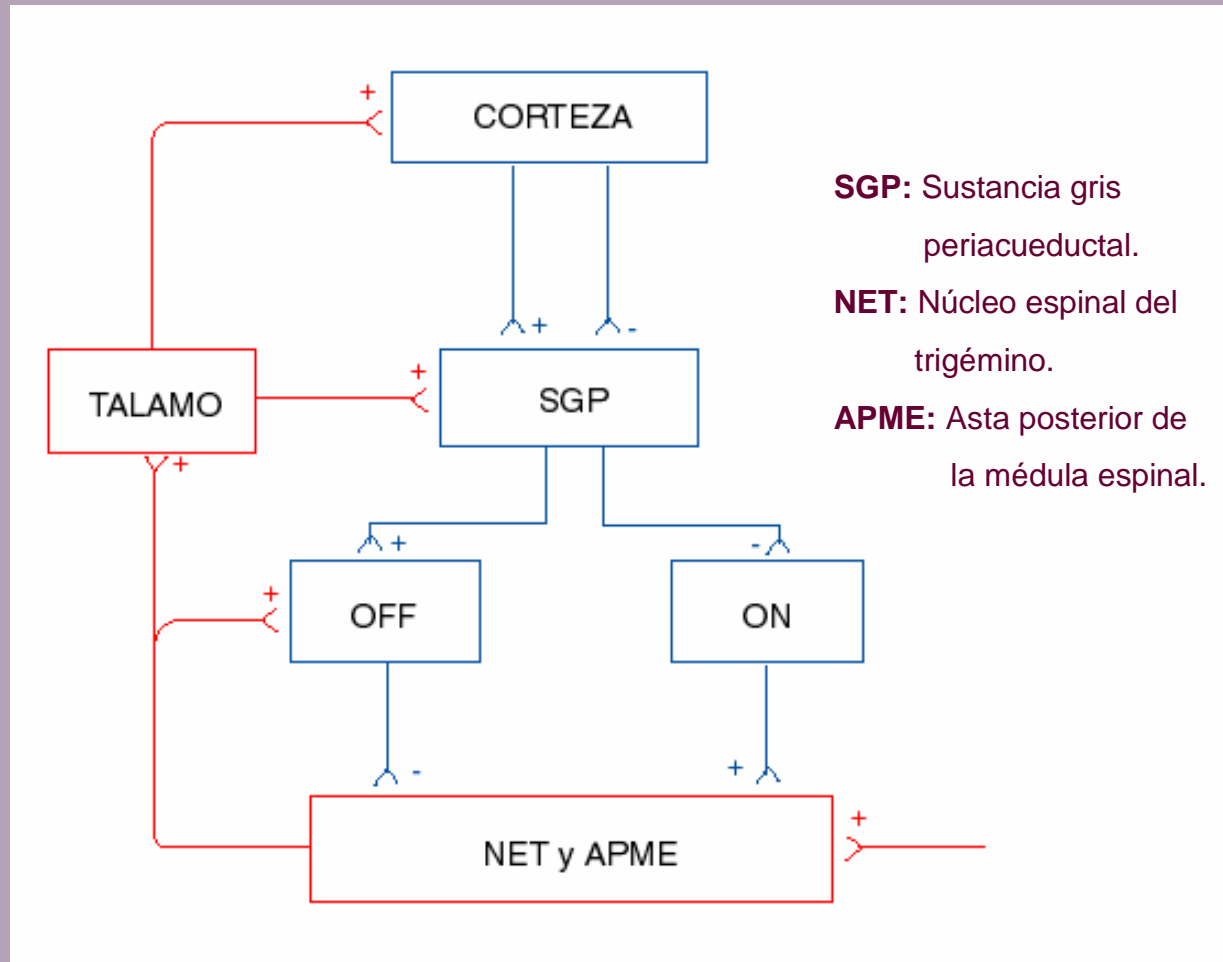 +
CORTEZA
SGP: Sustancia gris
periacueductal.
NET: Núcleo espinal del
trigémino.
APME: Asta posterior de
la médula espinal.
+ -
TALAMO
+
SGP
+
+ -
+
OFF
ON
- +
NET y APME
+